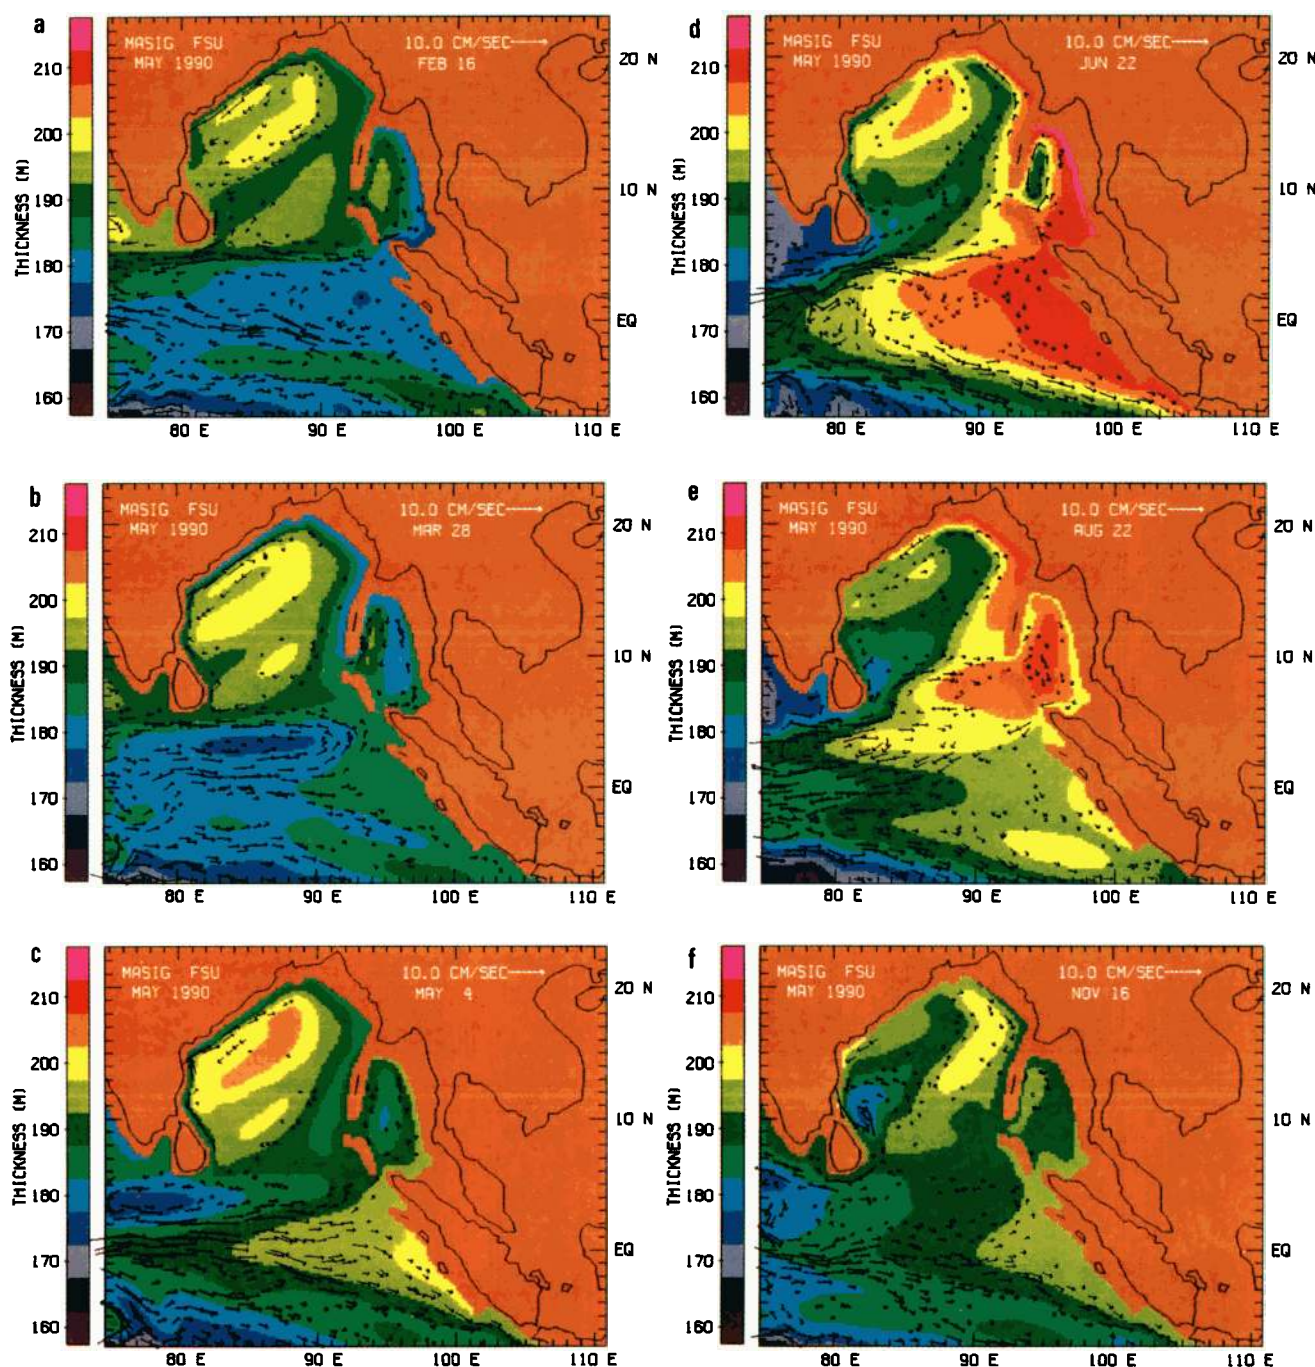 a
MASIG FSU
MAY 1990
10.0 CM/SEC
FEB 16
THICKNESS (M)
210
200
190
180
170
160
20 N
10 N
EQ
80 E
90 E
100 E
110 E
d
MASIG FSU
MAY 1990
10.0 CM/SEC
JUN 22
THICKNESS (M)
210
200
190
180
170
160
20 N
10 N
EQ
80 E
90 E
100 E
110 E
b
MASIG FSU
MAY 1990
10.0 CM/SEC
MAR 28
THICKNESS (M)
210
200
190
180
170
160
20 N
10 N
EQ
80 E
90 E
100 E
110 E
e
MASIG FSU
MAY 1990
10.0 CM/SEC
AUG 22
THICKNESS (M)
210
200
190
180
170
160
20 N
10 N
EQ
80 E
90 E
100 E
110 E
c
MASIG FSU
MAY 1990
10.0 CM/SEC
MAY 4
THICKNESS (M)
210
200
190
180
170
160
20 N
10 N
EQ
80 E
90 E
100 E
110 E
f
MASIG FSU
MAY 1990
10.0 CM/SEC
NOV 16
THICKNESS (M)
210
200
190
180
170
160
20 N
10 N
EQ
80 E
90 E
100 E
110 E